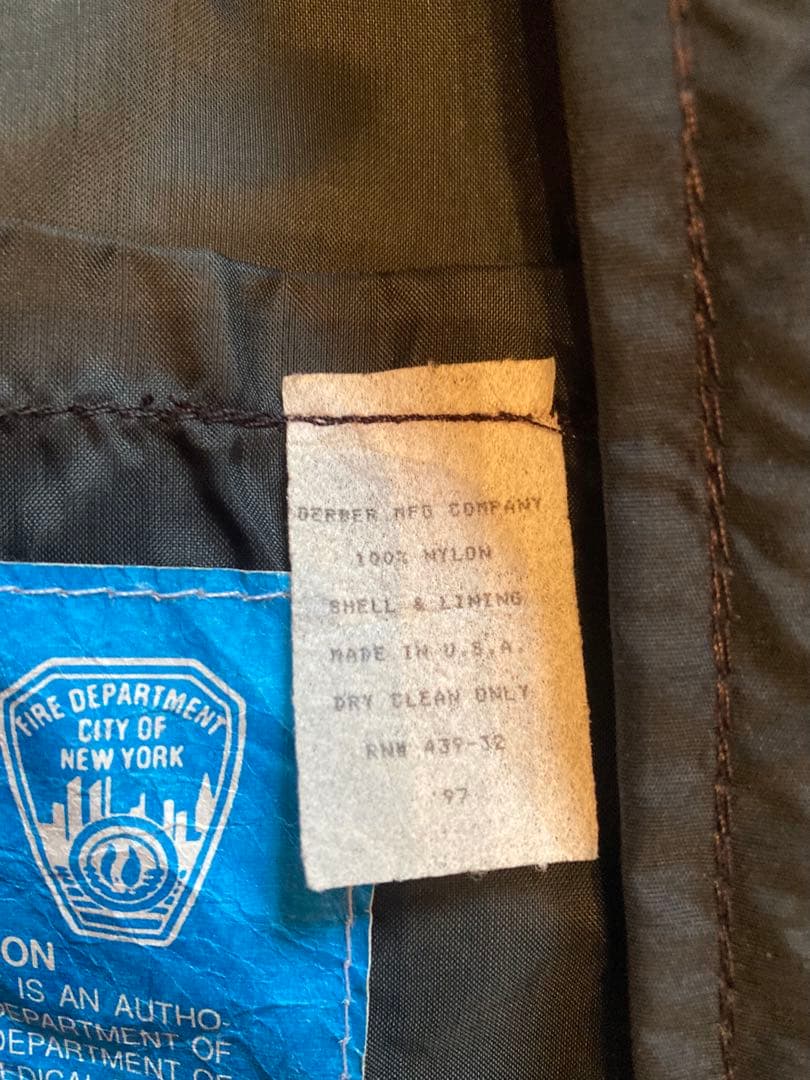 GERBER MFG COMPANY
100% NYLON
SHELL & LINING
MADE IN U.S.A.
DRY CLEAN ONLY
RN# 439-32
'97
FIRE DEPARTMENT
CITY OF
NEW YORK
ON
IS AN AUTHO-
DEPARTMENT OF
DEPARTMENT OF